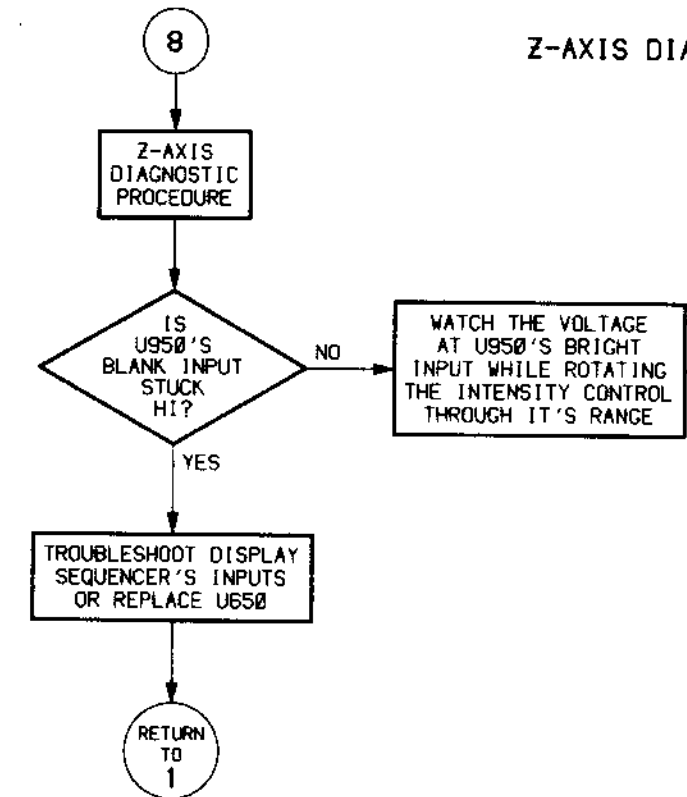 8
Z-AXIS DIA
Z-AXIS
DIAGNOSTIC
PROCEDURE
IS
U950'S
BLANK INPUT
STUCK
HI?
NO
WATCH THE VOLTAGE
AT U950'S BRIGHT
INPUT WHILE ROTATING
THE INTENSITY CONTROL
THROUGH IT'S RANGE
YES
TROUBLESHOOT DISPLAY
SEQUENCER'S INPUTS
OR REPLACE U650
RETURN
TO
1